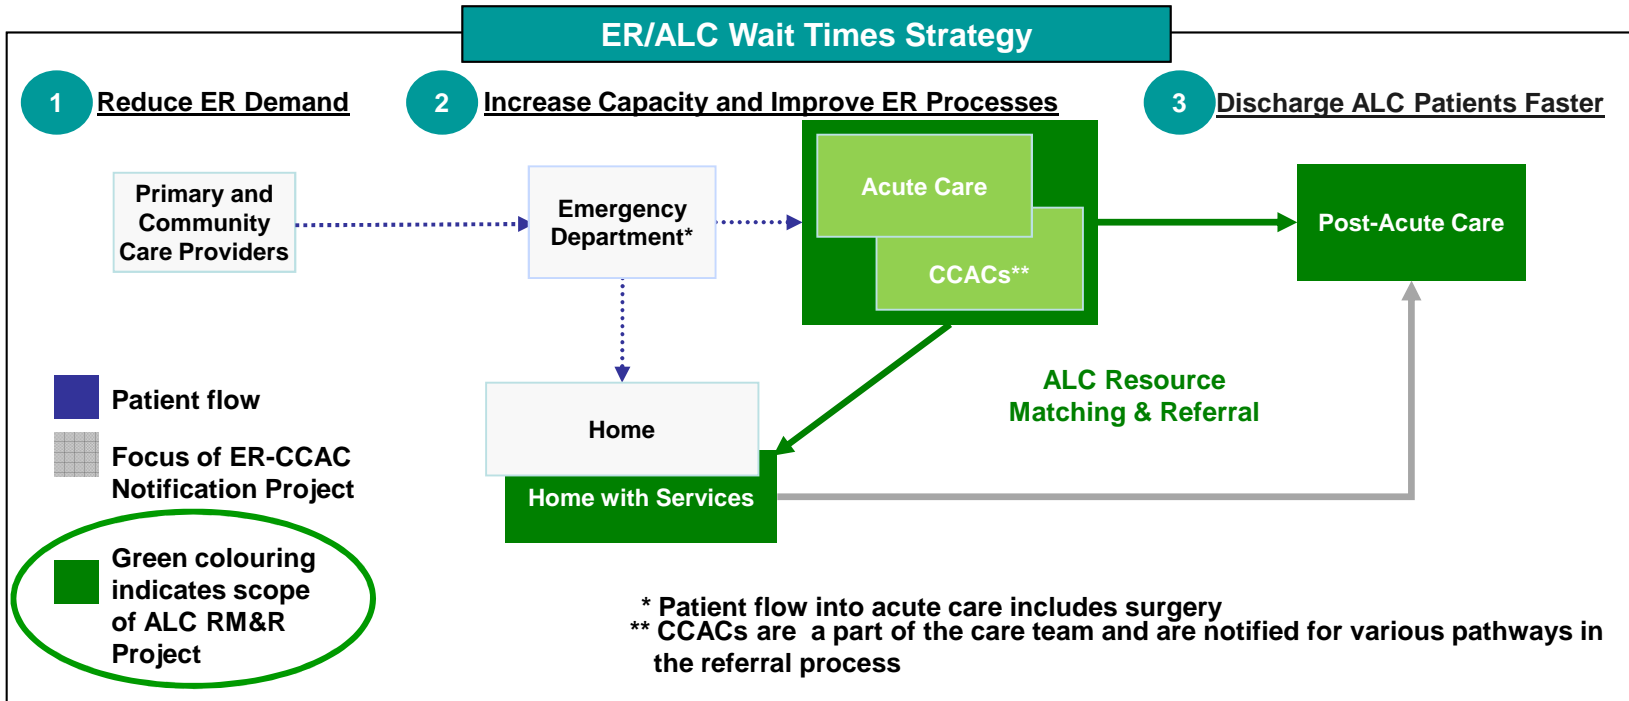 ER/ALC Wait Times Strategy
1 Reduce ER Demand
2 Increase Capacity and Improve ER Processes
3 Discharge ALC Patients Faster
Primary and
Community
Care Providers
Emergency
Department*
Acute Care
CCACs**
Post-Acute Care
Home
Home with Services
ALC Resource
Matching & Referral
Patient flow
Focus of ER-CCAC
Notification Project
Green colouring
indicates scope
of ALC RM&R
Project
* Patient flow into acute care includes surgery
** CCACs are a part of the care team and are notified for various pathways in
the referral process